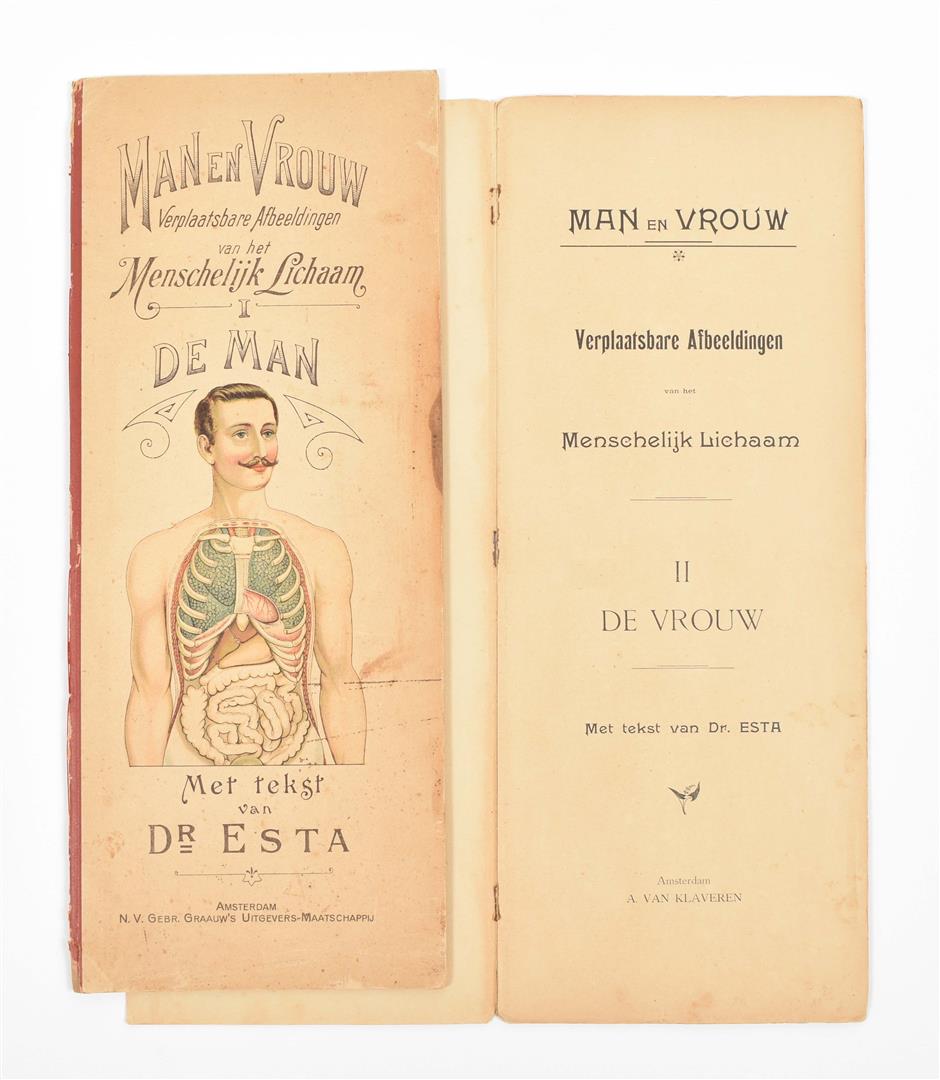 MAN EN VROUW
Verplaatsbare Afbeeldingen
van het
Menschelijk Lichaam
I
DE MAN
Met tekst
van
DR ESTA
AMSTERDAM
N. V. GEBR. GRAAUW'S UITGEVERS-MAATSCHAPPIJ
MAN EN VROUW
Verplaatsbare Afbeeldingen
van het
Menschelijk Lichaam
II
DE VROUW
Met tekst van Dr. ESTA
Amsterdam
A. VAN KLAVEREN